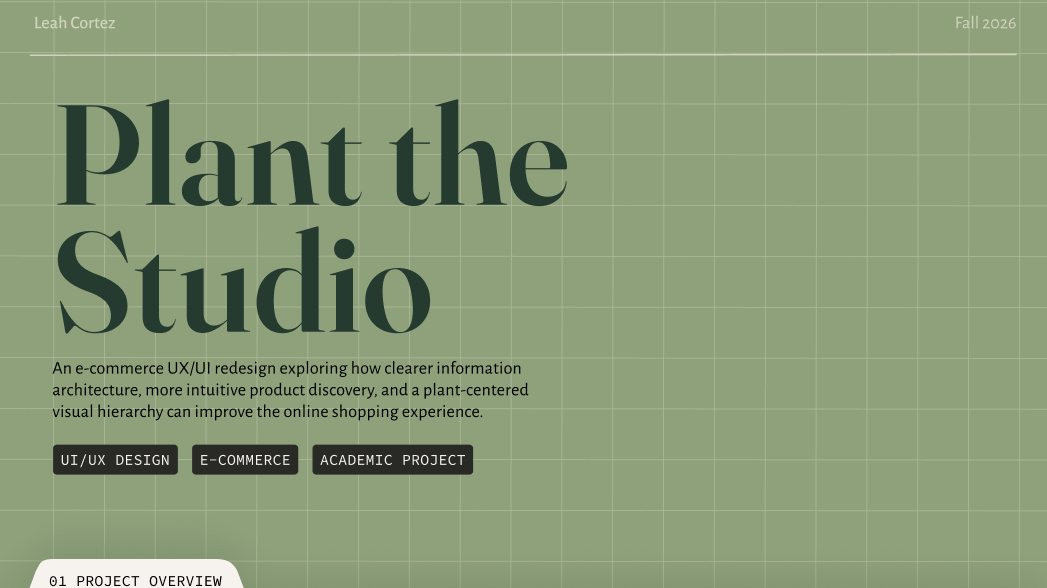 Leah Cortez
Fall 2026
Plant the
Studio
An e-commerce UX/UI redesign exploring how clearer information
architecture, more intuitive product discovery, and a plant-centered
visual hierarchy can improve the online shopping experience.
UI/UX DESIGN
E-COMMERCE
ACADEMIC PROJECT
01 PROJECT OVERVIEW